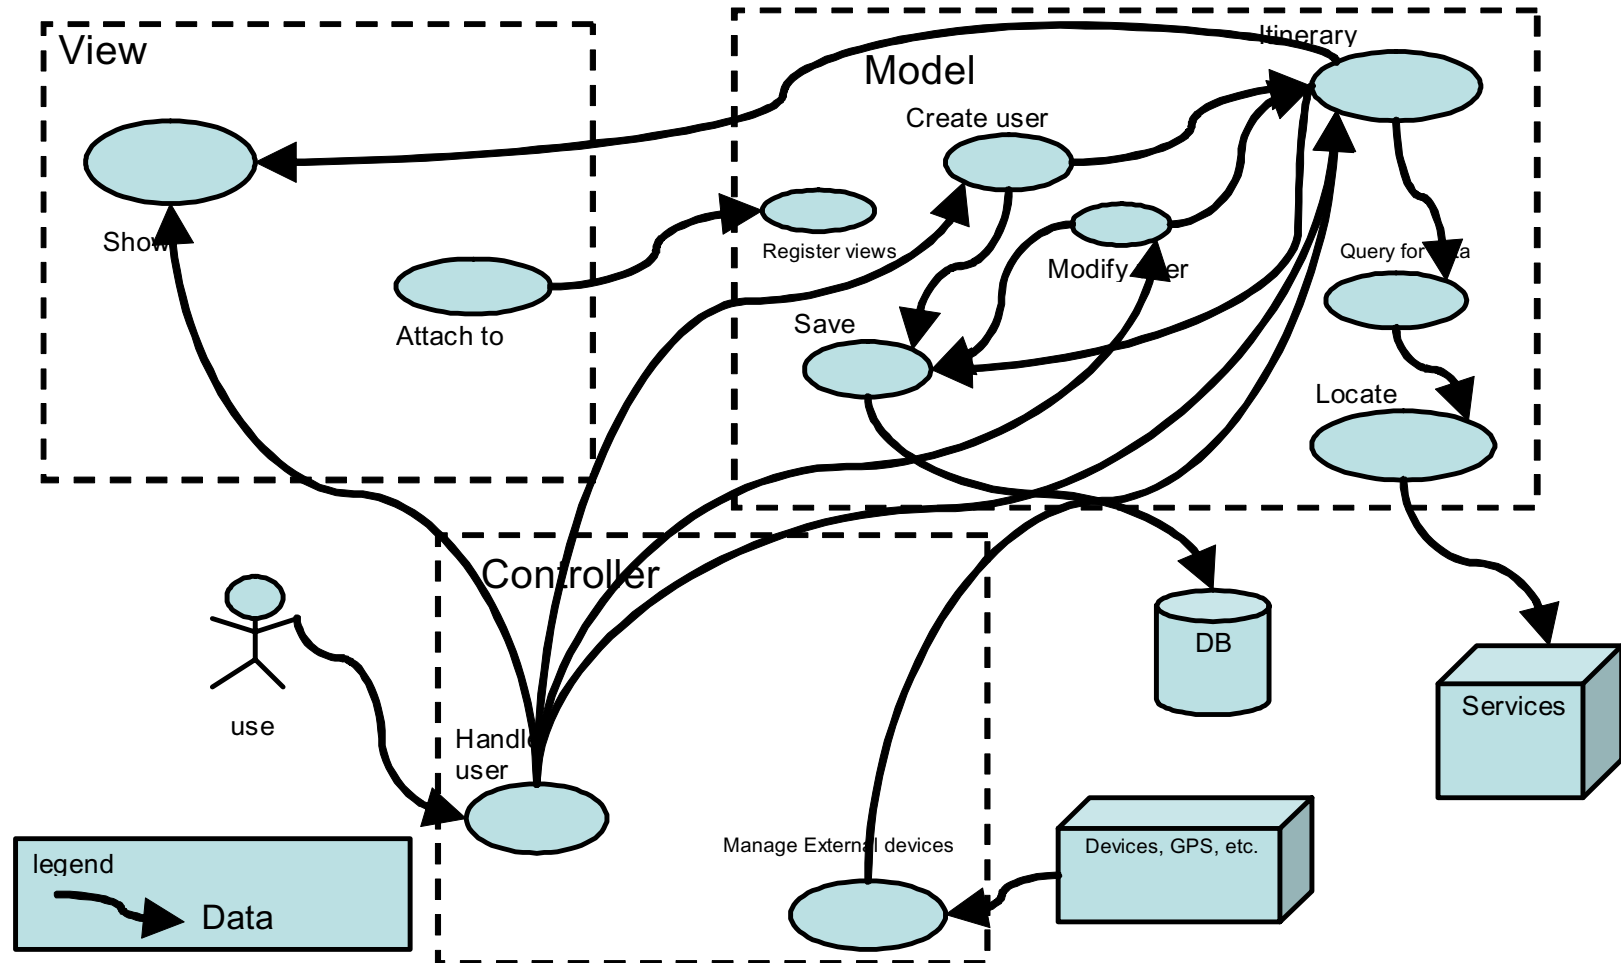 View
Itinerary
Model
Create user
Show
Register views
Query for
Modify
Attach to
Save
Locate
Controller
DB
Services
use
Handle
user
Manage External devices
Devices, GPS, etc.
legend
Data